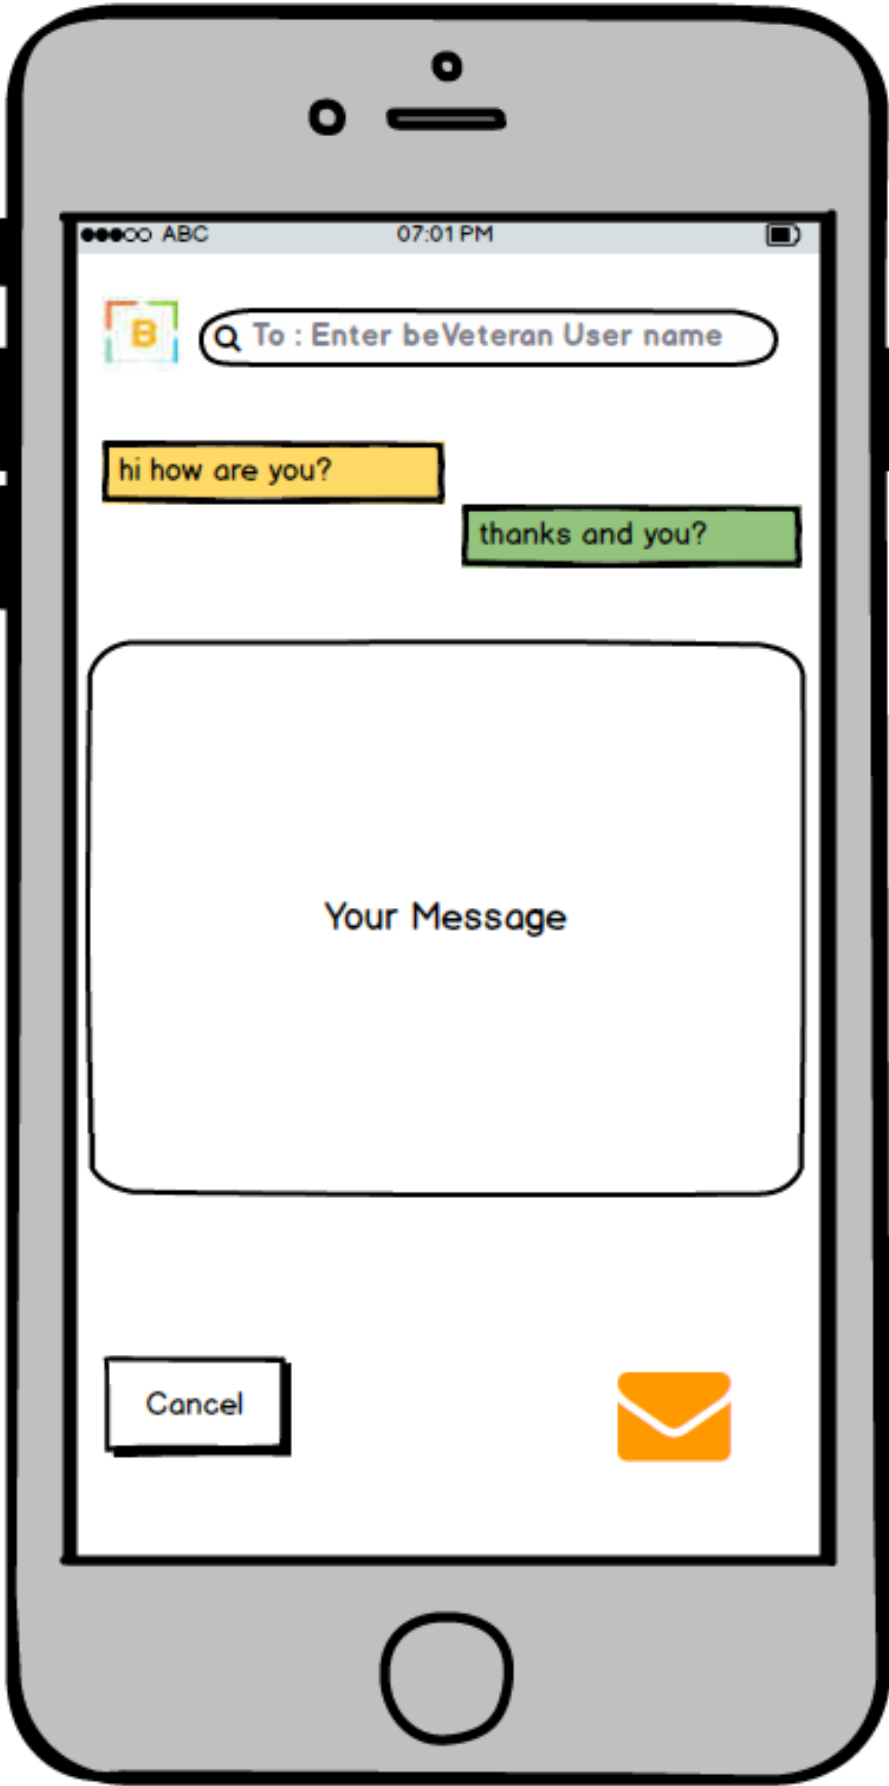 ABC 07:01 PM
B
To : Enter beVeteran User name
hi how are you?
thanks and you?
Your Message
Cancel